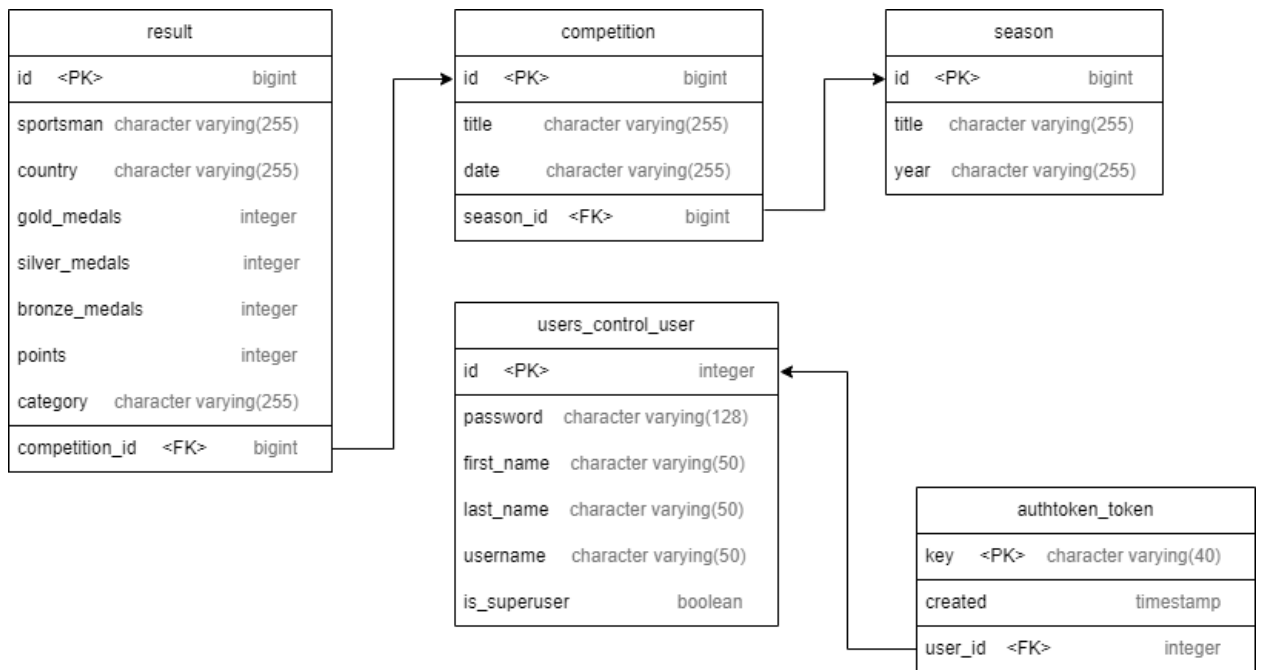 result
id <PK> bigint
sportsman character varying(255)
country character varying(255)
gold_medals integer
silver_medals integer
bronze_medals integer
points integer
category character varying(255)
competition_id <FK> bigint
competition
id <PK> bigint
title character varying(255)
date character varying(255)
season_id <FK> bigint
season
id <PK> bigint
title character varying(255)
year character varying(255)
users_control_user
id <PK> integer
password character varying(128)
first_name character varying(50)
last_name character varying(50)
username character varying(50)
is_superuser boolean
authtoken_token
key <PK> character varying(40)
created timestamp
user_id <FK> integer